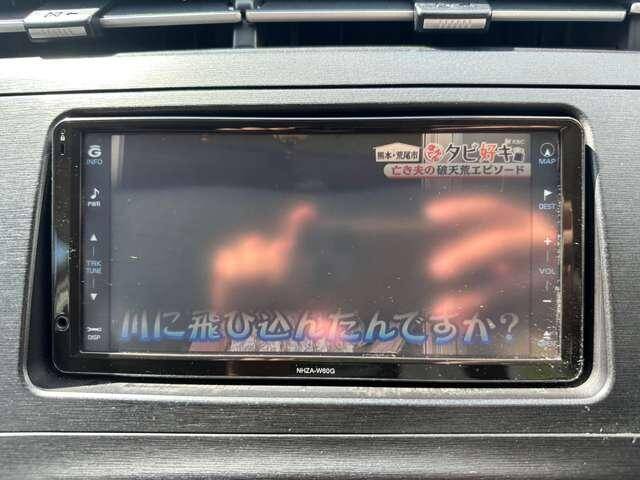 KBC
熊本・荒尾市 タビ好キ
亡き夫の破天荒エピソード
G
INFO
PWR
TRK
TUNE
DISP
MAP
DEST
+
VOL
-
川に飛び込んだんですか?
NHZA-W60G